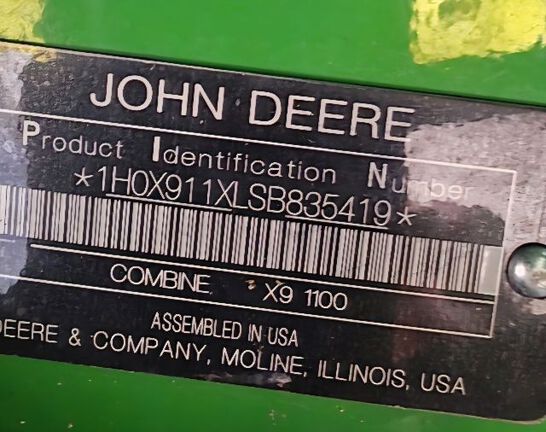 JOHN DEERE
Product Identification Number
*1H0X911XLSB835419*
COMBINE X9 1100
ASSEMBLED IN USA
DEERE & COMPANY, MOLINE, ILLINOIS, USA